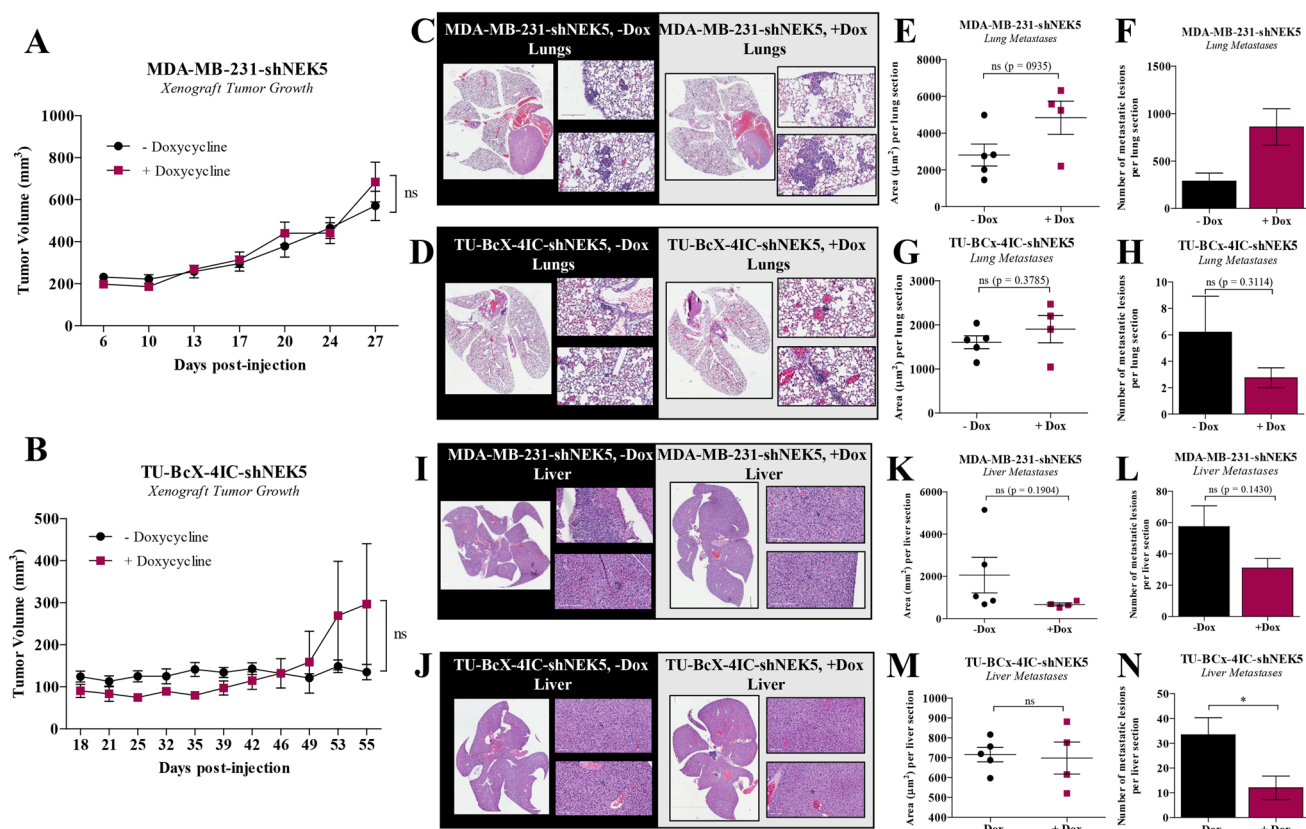 A
MDA-MB-231-shNEK5
Xenograft Tumor Growth
- Doxycycline
+ Doxycycline
Tumor Volume (mm3)
1000
800
600
400
200
0
ns
6 10 13 17 20 24 27
Days post-injection
B
TU-BcX-4IC-shNEK5
Xenograft Tumor Growth
- Doxycycline
+ Doxycycline
Tumor Volume (mm3)
500
400
300
200
100
0
ns
18 21 25 32 35 39 42 46 49 53 55
Days post-injection
C
MDA-MB-231-shNEK5, -Dox
Lungs
MDA-MB-231-shNEK5, +Dox
Lungs
D
TU-BcX-4IC-shNEK5, -Dox
Lungs
TU-BcX-4IC-shNEK5, +Dox
Lungs
E
MDA-MB-231-shNEK5
Lung Metastases
ns (p = 0935)
Area (μm2) per lung section
8000
6000
4000
2000
0
- Dox + Dox
F
MDA-MB-231-shNEK5
Lung Metastases
Number of metastatic lesions
per lung section
1500
1000
500
0
- Dox + Dox
G
TU-BCx-4IC-shNEK5
Lung Metastases
ns (p = 0.3785)
Area (μm2) per lung section
3000
2000
1000
0
- Dox + Dox
H
TU-BCx-4IC-shNEK5
Lung Metastases
ns (p = 0.3114)
Number of metastatic lesions
per lung section
10
8
6
4
2
0
- Dox + Dox
I
MDA-MB-231-shNEK5, -Dox
Liver
MDA-MB-231-shNEK5, +Dox
Liver
J
TU-BcX-4IC-shNEK5, -Dox
Liver
TU-BcX-4IC-shNEK5, +Dox
Liver
K
MDA-MB-231-shNEK5
Liver Metastases
ns (p = 0.1904)
Area (mm2) per liver section
6000
4000
2000
0
-Dox +Dox
L
MDA-MB-231-shNEK5
Liver Metastases
ns (p = 0.1430)
Number of metastatic lesions
per liver section
80
60
40
20
0
-Dox +Dox
M
TU-BCx-4IC-shNEK5
Liver Metastases
ns
Area (μm2) per liver section
1000
900
800
700
600
500
400
- Dox + Dox
N
TU-BCx-4IC-shNEK5
Liver Metastases
*
Number of metastatic lesions
per liver section
50
40
30
20
10
0
- Dox + Dox